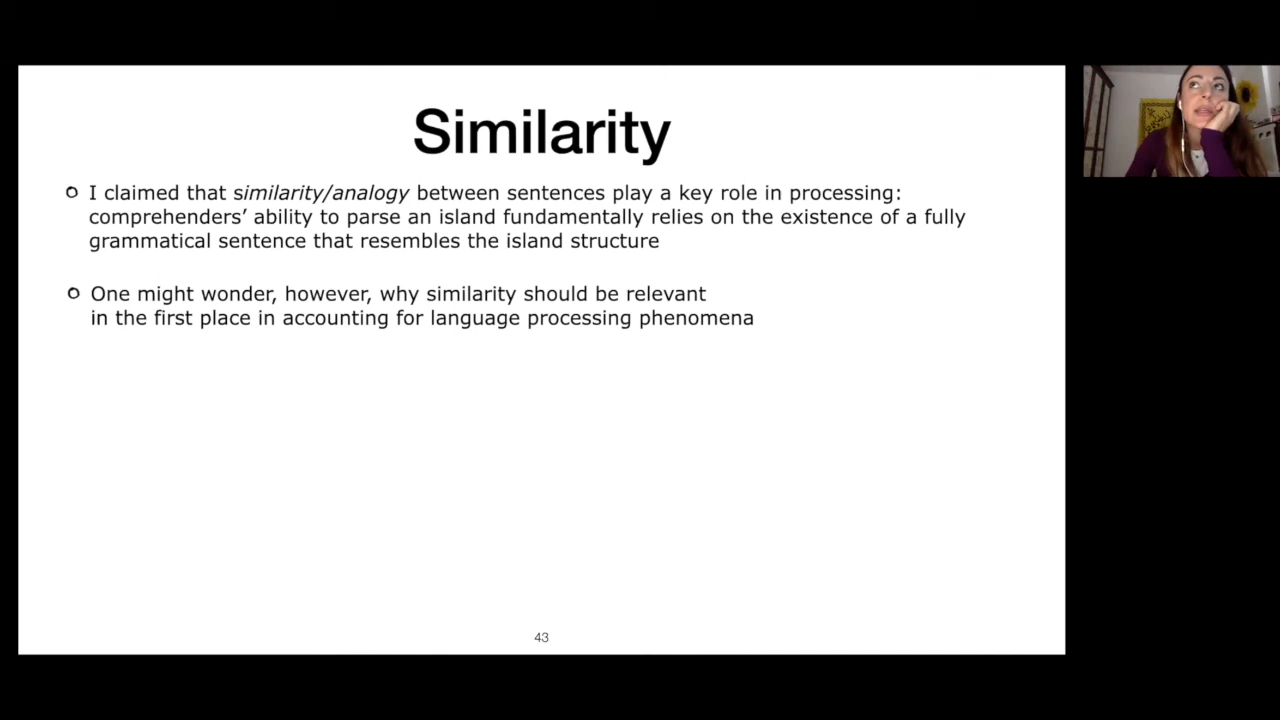 Similarity
I claimed that similarity/analogy between sentences play a key role in processing:
comprehenders' ability to parse an island fundamentally relies on the existence of a fully
grammatical sentence that resembles the island structure
One might wonder, however, why similarity should be relevant
in the first place in accounting for language processing phenomena
43